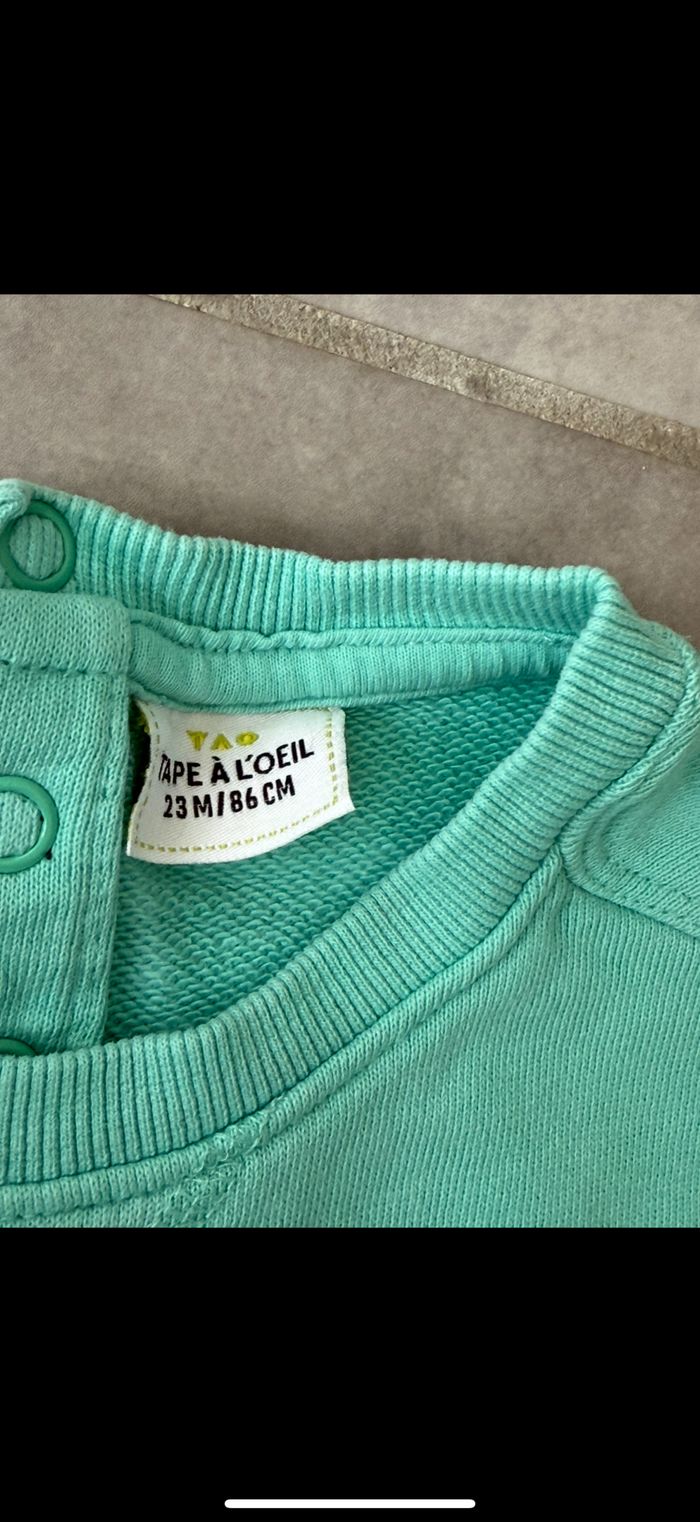 TAO
TAPE À L'OEIL
23 M/86 CM